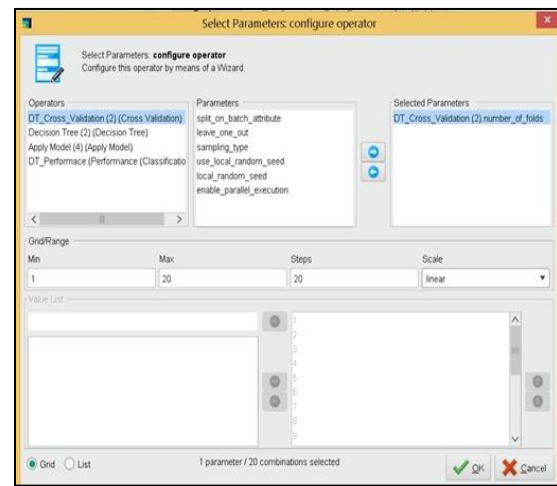 Select Parameters: configure operator
x
Select Parameters: configure operator
Configure this operator by means of a Wizard.
Operators
DT_Cross_Validation (2) (Cross Validation)
Decision Tree (2) (Decision Tree)
Apply Model (4) (Apply Model)
DT_Performace (Performance (Classificatio
Parameters
split_on_batch_attribute
leave_one_out
sampling_type
use_local_random_seed
local_random_seed
enable_parallel_execution
Selected Parameters
DT_Cross_Validation (2).number_of_folds
Grid/Range
Min Max Steps Scale
1 20 20 linear
Value List
1
2
3
4
5
6
7
8
9
Grid List 1 parameter / 20 combinations selected OK Cancel